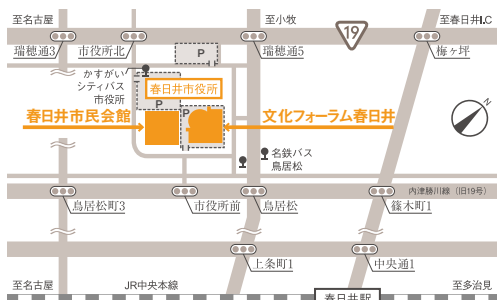 至名古屋
至小牧
至春日井I.C
19
瑞穂通3
市役所北
瑞穂通5
梅ヶ坪
P
かすがい
シティバス
市役所
春日井市役所
P
春日井市民会館
P
文化フォーラム春日井
N
名鉄バス
鳥居松
内津勝川線（旧19号）
鳥居松町3
市役所前
鳥居松
篠木町1
上条町1
中央通1
至名古屋
JR中央本線
春日井駅
至多治見